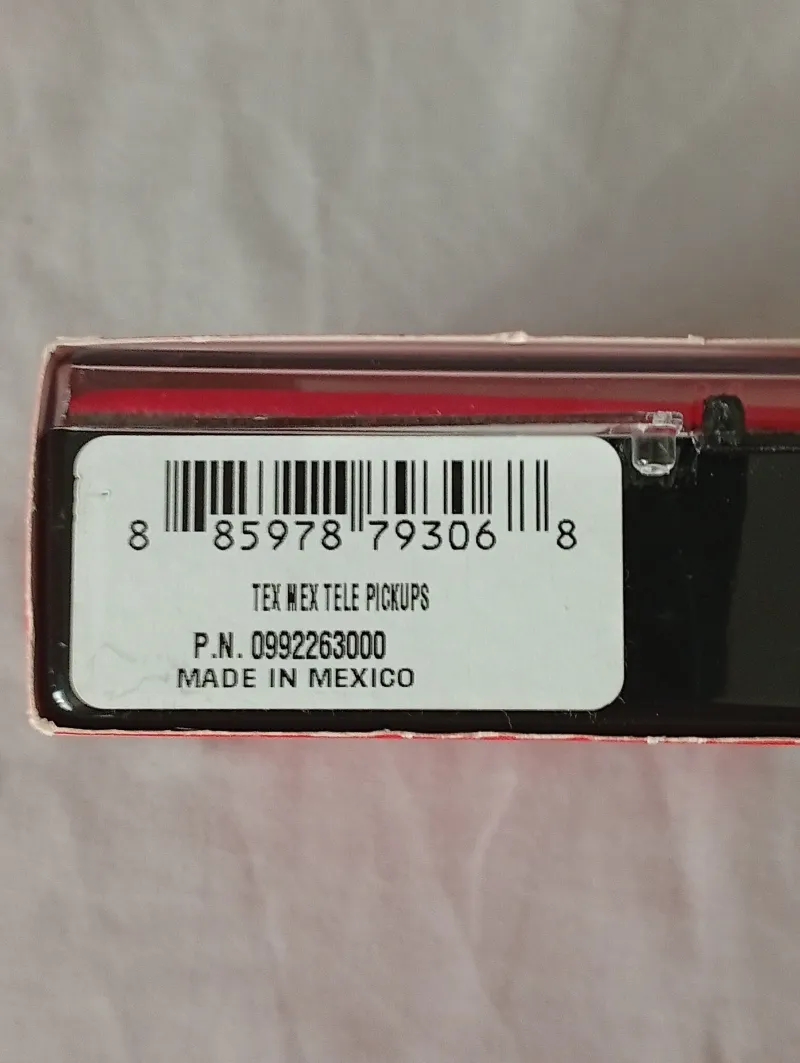 8 85978 79306 8
TEX MEX TELE PICKUPS
P.N. 0992263000
MADE IN MEXICO